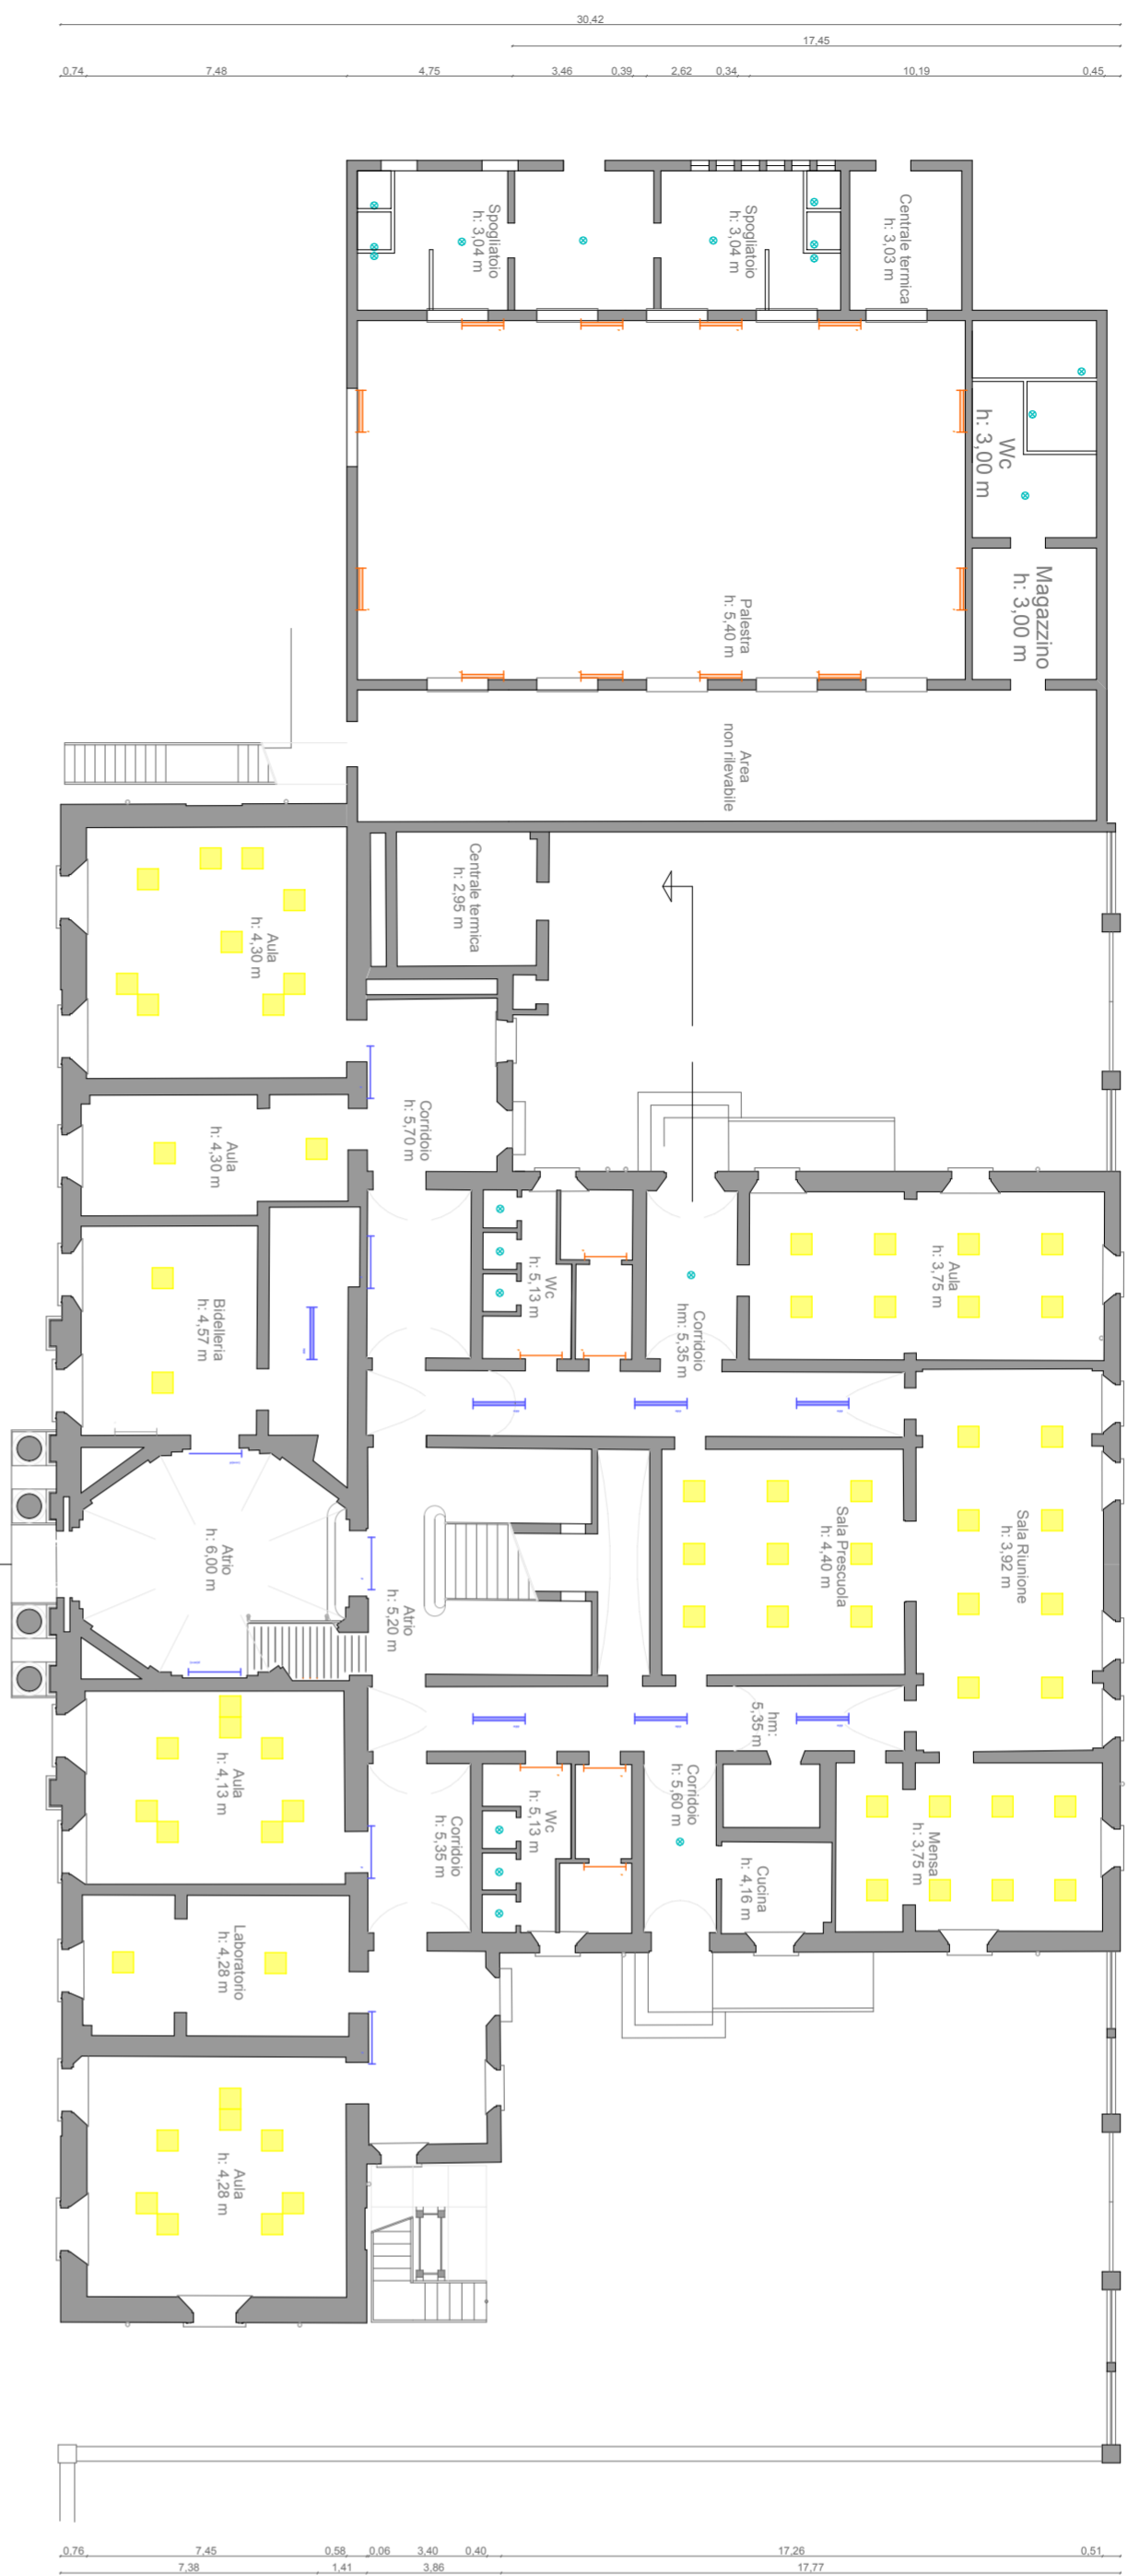 30,42
17,45
0,74
7,48
4,75
3,46
0,39
2,62
0,34
10,19
0,45
Spogliatoio
h: 3,04 m
Spogliatoio
h: 3,04 m
Centrale termica
h: 3,03 m
Wc
h: 3,00 m
Magazzino
h: 3,00 m
Palestra
h: 5,40 m
Area
non rilevabile
Centrale termica
h: 2,95 m
Aula
h: 4,30 m
Corridoio
h: 5,70 m
Aula
h: 4,30 m
Aula
h: 3,75 m
Wc
h: 5,13 m
Corridoio
hm: 5,35 m
Bidelleria
h: 4,57 m
Sala Riunione
h: 3,92 m
Sala Prescuola
h: 4,40 m
Atrio
h: 6,00 m
Atrio
h: 5,20 m
hm:
5,35 m
Aula
h: 4,13 m
Corridoio
h: 5,60 m
Wc
h: 5,13 m
Corridoio
h: 5,35 m
Mensa
h: 3,75 m
Cucina
h: 4,16 m
Laboratorio
h: 4,28 m
Aula
h: 4,28 m
0,76
7,45
0,58
0,06
3,40
0,40
17,26
0,51
7,38
1,41
3,86
17,77